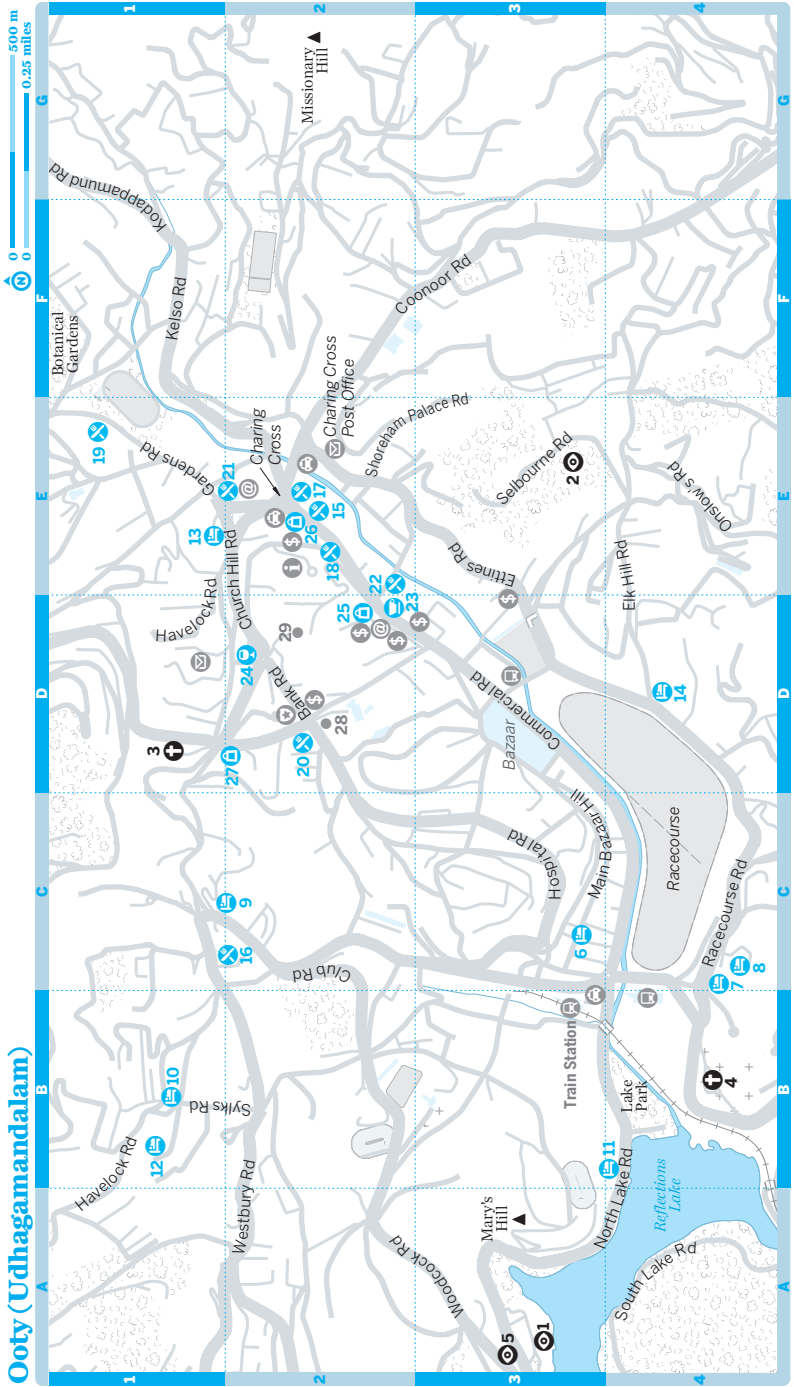 Ooty (Udhagamandalam)
N
0 500 m
0 0.25 miles
A
B
C
D
E
F
G
1
2
3
4
1
2
3
4
A
B
C
D
E
F
G
Havelock Rd
12
10
Sylks Rd
Westbury Rd
16
9
Club Rd
3
27
20
Bank Rd
28
24
29
Havelock Rd
Church Hill Rd
13
Gardens Rd
21
19
Botanical
Gardens
Kelso Rd
Kodappamund Rd
Missionary
Hill
Charing
Cross
26
17
15
18
22
23
25
Charing Cross
Post Office
Coonoor Rd
Shoreham Palace Rd
Selbourne Rd
2
Ettines Rd
Elk Hill Rd
Onslow's Rd
Commercial Rd
Bazaar
Main Bazaar Hill
Hospital Rd
6
14
Racecourse
Racecourse Rd
7
8
Train Station
4
Lake
Park
11
North Lake Rd
Reflections
Lake
South Lake Rd
Mary's
Hill
Woodcock Rd
5
1